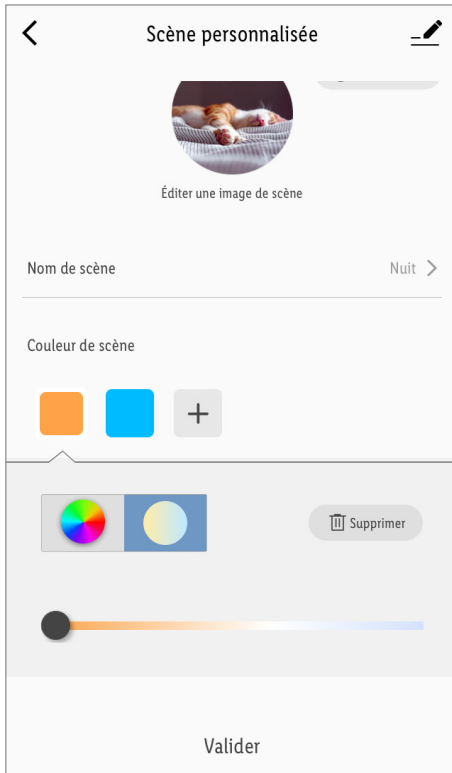 Scène personnalisée
Éditer une image de scène
Nom de scène
Nuit
Couleur de scène
Supprimer
Valider